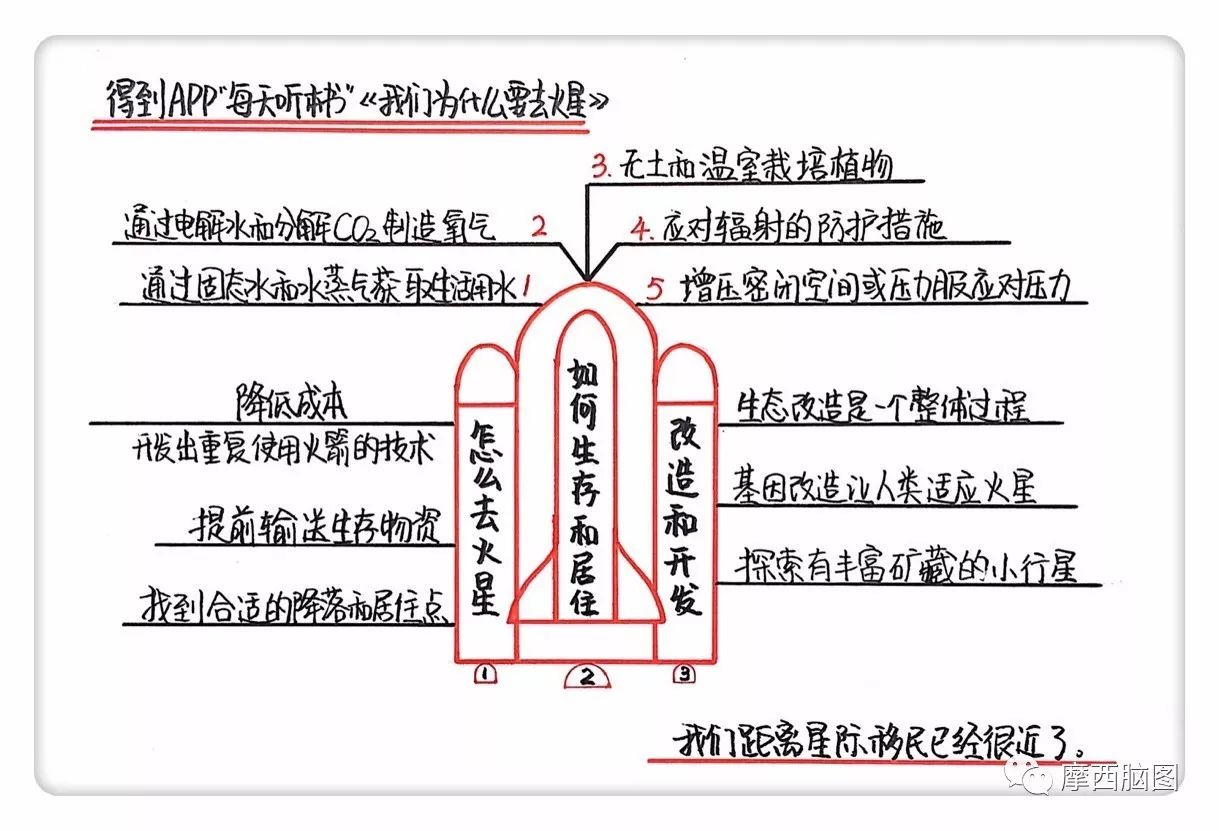 得到APP“每天听本书”《我们为什么要去火星》
3. 无土和温室栽培植物
通过电解水和分解CO₂制造氧气 2
4. 应对辐射的防护措施
通过固态水和水蒸气获取生活用水 1
5 增压密闭空间或压力服应对压力
怎么去火星
降低成本
开发出重复使用火箭的技术
提前输送生存物资
找到合适的降落和居住点
如何生存和居住
改造和开发
生态改造是一个整体过程
基因改造让人类适应火星
探索有丰富矿藏的小行星
1
2
3
我们距离星际移民已经很近了。
摩西脑图